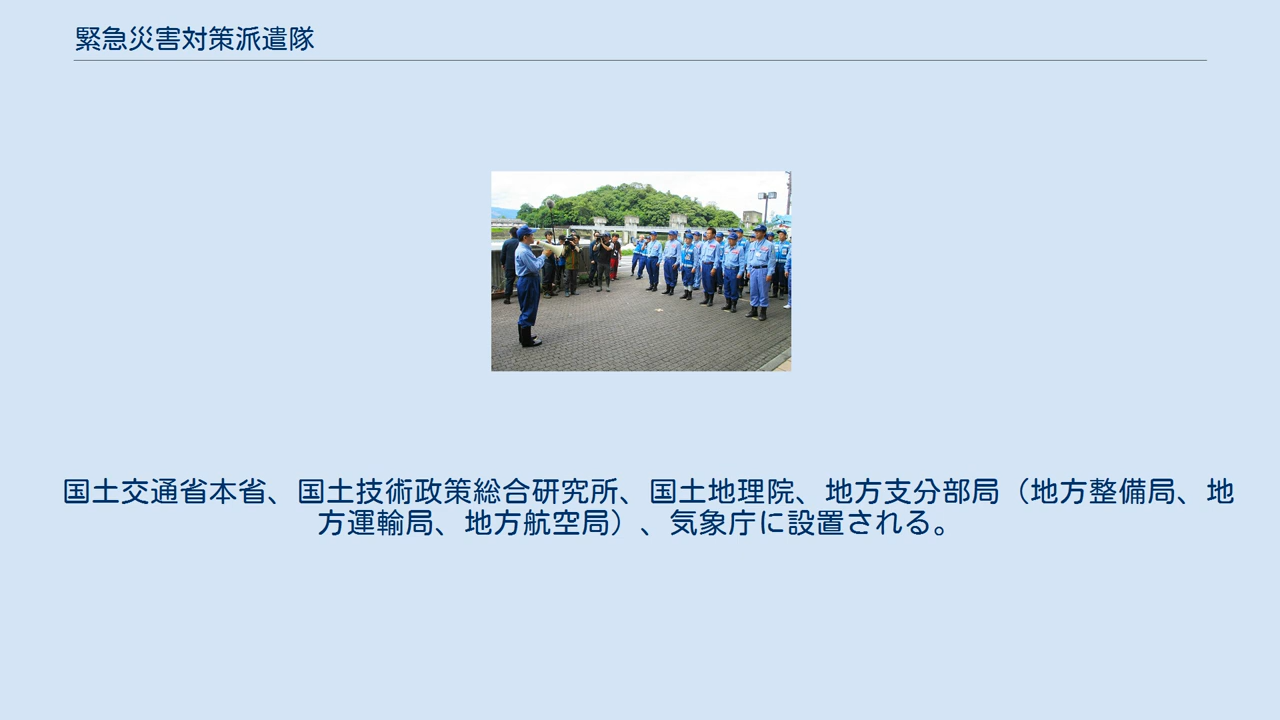 緊急災害対策派遣隊
国土交通省本省、国土技術政策総合研究所、国土地理院、地方支分部局（地方整備局、地
方運輸局、地方航空局）、気象庁に設置される。